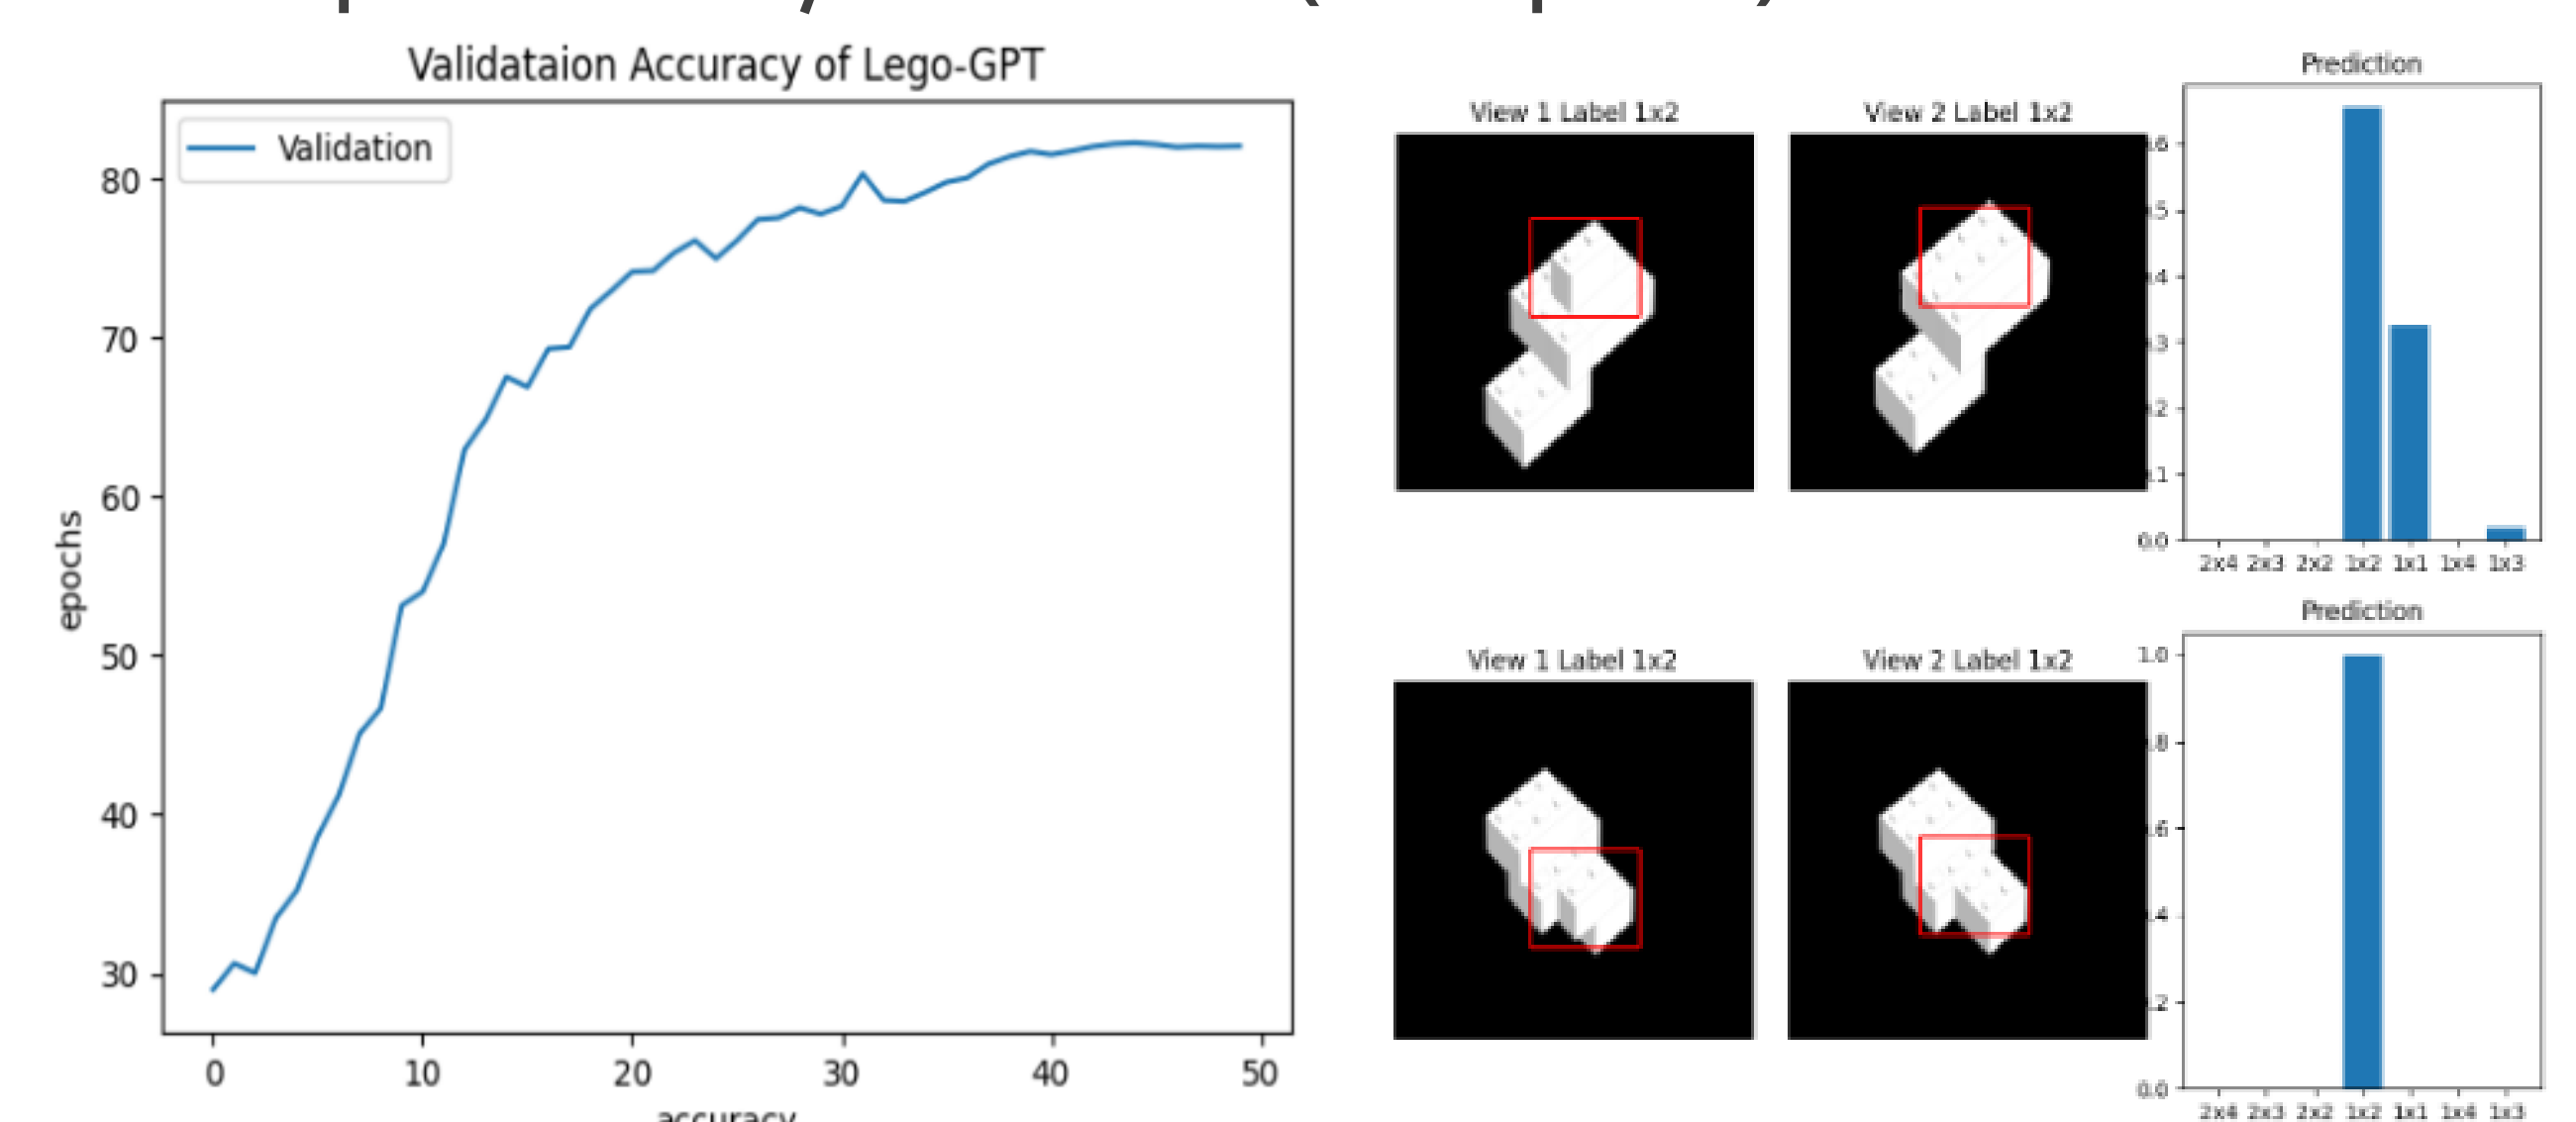 Validataion Accuracy of Lego-GPT
Validation
80
70
60
50
40
30
epochs
0 10 20 30 40 50
accuracy
View 1 Label 1x2
View 2 Label 1x2
Prediction
0.0
2x4 2x3 2x2 1x2 1x1 1x4 1x3
View 1 Label 1x2
View 2 Label 1x2
Prediction
1.0
0.0
2x4 2x3 2x2 1x2 1x1 1x4 1x3